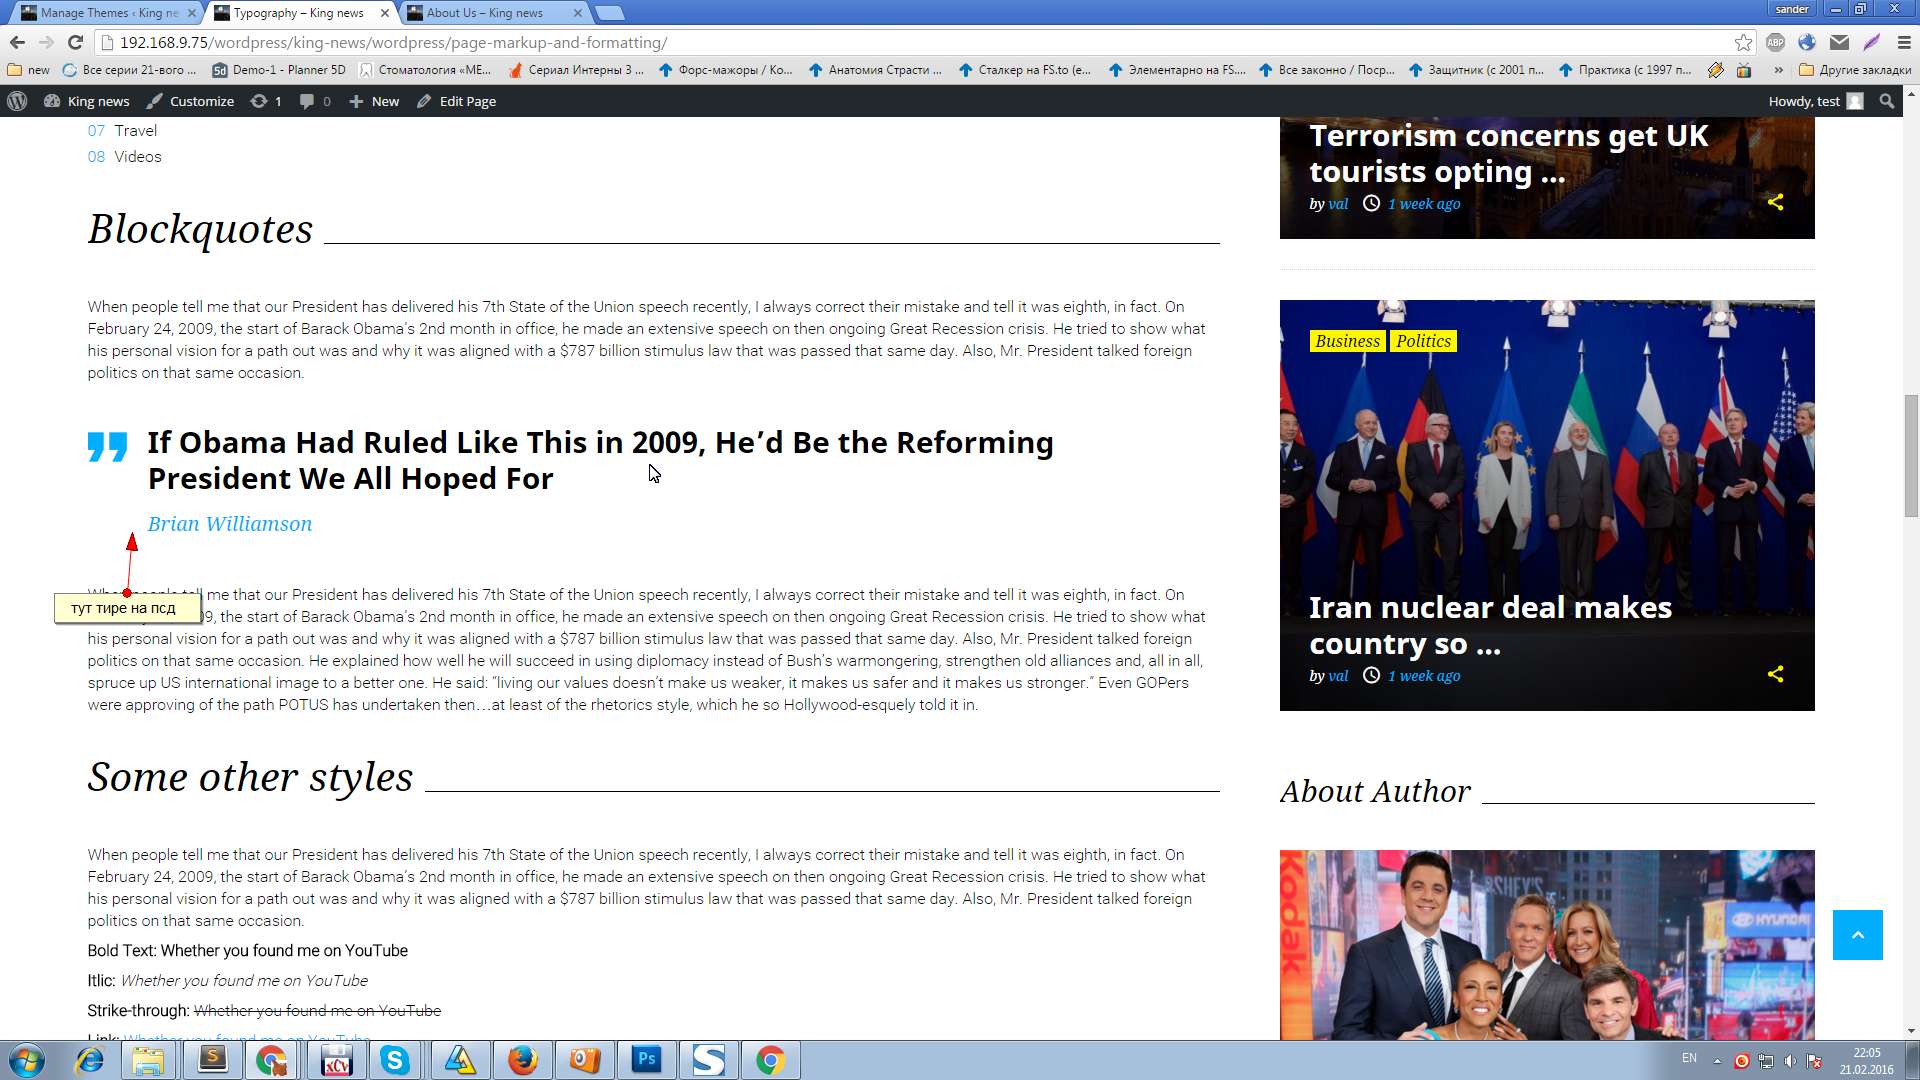 Manage Themes ‹ King ne
Typography – King news
About Us – King news
sander
192.168.9.75/wordpress/king-news/wordpress/page-markup-and-formatting/
ABP
new
Все серии 21-вого ...
Demo-1 - Planner 5D
Стоматология «МЕ...
Сериал Интерны 3 ...
Форс-мажоры / Ко...
Анатомия Страсти ...
Сталкер на FS.to (е...
Элементарно на FS....
Все законно / Поср...
Защитник (с 2001 п...
Практика (с 1997 п...
»
Другие закладки
King news
Customize
1
0
New
Edit Page
Howdy, test
07 Travel
08 Videos
Blockquotes
When people tell me that our President has delivered his 7th State of the Union speech recently, I always correct their mistake and tell it was eighth, in fact. On
February 24, 2009, the start of Barack Obama’s 2nd month in office, he made an extensive speech on then ongoing Great Recession crisis. He tried to show what
his personal vision for a path out was and why it was aligned with a $787 billion stimulus law that was passed that same day. Also, Mr. President talked foreign
politics on that same occasion.
If Obama Had Ruled Like This in 2009, He’d Be the Reforming
President We All Hoped For
Brian Williamson
тут тире на псд
me that our President has delivered his 7th State of the Union speech recently, I always correct their mistake and tell it was eighth, in fact. On
09, the start of Barack Obama’s 2nd month in office, he made an extensive speech on then ongoing Great Recession crisis. He tried to show what
his personal vision for a path out was and why it was aligned with a $787 billion stimulus law that was passed that same day. Also, Mr. President talked foreign
politics on that same occasion. He explained how well he will succeed in using diplomacy instead of Bush’s warmongering, strengthen old alliances and, all in all,
spruce up US international image to a better one. He said: “living our values doesn’t make us weaker, it makes us safer and it makes us stronger.” Even GOPers
were approving of the path POTUS has undertaken then…at least of the rhetorics style, which he so Hollywood-esquely told it in.
Some other styles
When people tell me that our President has delivered his 7th State of the Union speech recently, I always correct their mistake and tell it was eighth, in fact. On
February 24, 2009, the start of Barack Obama’s 2nd month in office, he made an extensive speech on then ongoing Great Recession crisis. He tried to show what
his personal vision for a path out was and why it was aligned with a $787 billion stimulus law that was passed that same day. Also, Mr. President talked foreign
politics on that same occasion.
Bold Text: Whether you found me on YouTube
Itlic: Whether you found me on YouTube
Strike-through: Whether you found me on YouTube
Link: Whether you found me on YouTube
Terrorism concerns get UK
tourists opting ...
by val 1 week ago
Business Politics
Iran nuclear deal makes
country so ...
by val 1 week ago
About Author
Kodak
HYUNDAI
EN
22:05
21.02.2016